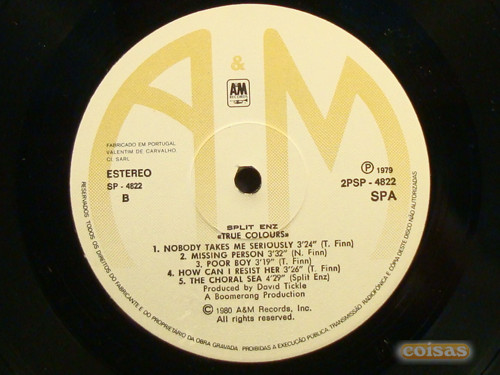 A & M
A&M
RECORDS
FABRICADO EM PORTUGAL
VALENTIM DE CARVALHO
CI. SARL
ESTEREO
SP - 4822
B
P 1979
2PSP - 4822
SPA
SPLIT ENZ
«TRUE COLOURS»
1. NOBODY TAKES ME SERIOUSLY 3'24" (T. Finn)
2. MISSING PERSON 3'32" (N. Finn)
3. POOR BOY 3'19" (T. Finn)
4. HOW CAN I RESIST HER 3'26" (T. Finn)
5. THE CHORAL SEA 4'29" (Split Enz)
Produced by David Tickle
A Boomerang Production
© 1980 A&M Records, Inc.
All rights reserved.
RESERVADOS TODOS OS DIREITOS DO FABRICANTE E DO PROPRIETÁRIO DA OBRA GRAVADA. PROIBIDAS A EXECUÇÃO PÚBLICA, TRANSMISSÃO RADIOFÓNICA E COPIA DESTE DISCO NÃO AUTORIZADAS
coisas